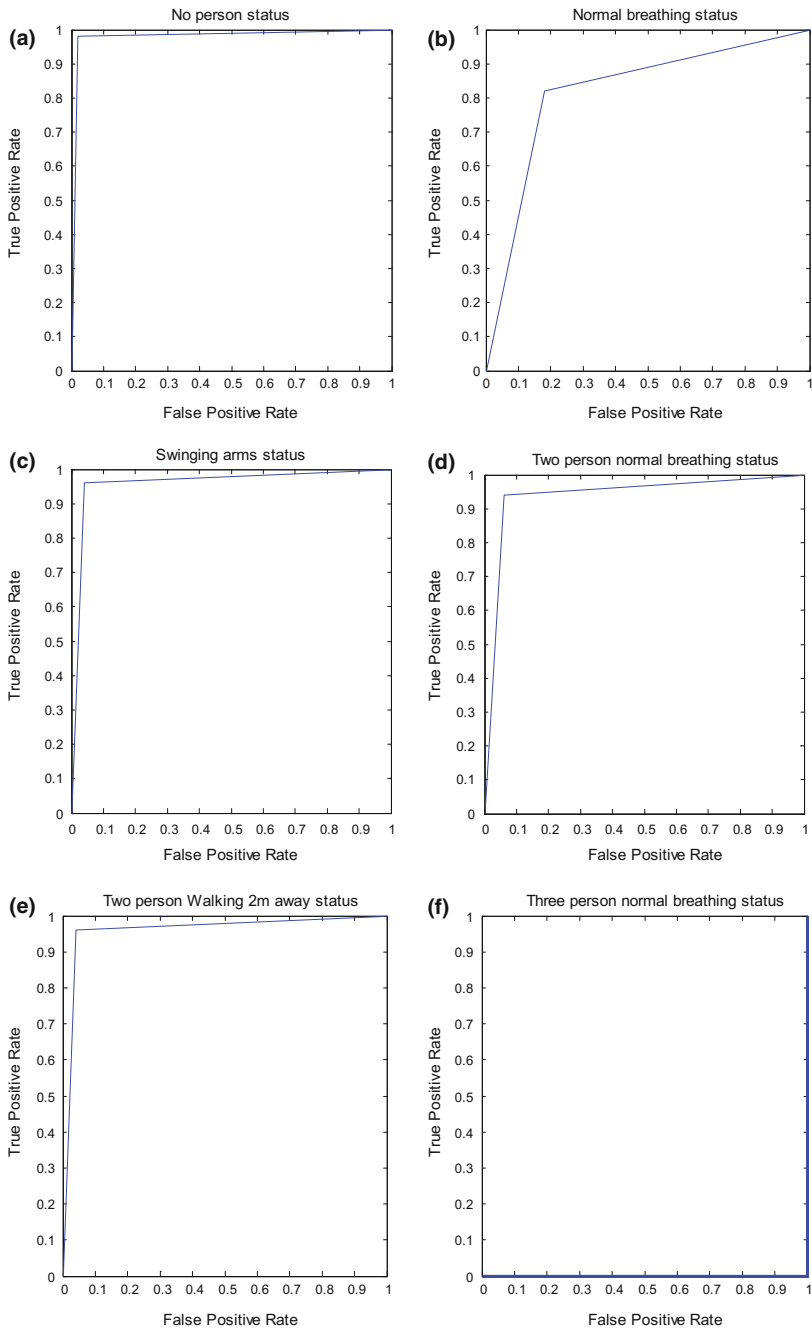 (a)
No person status
1
0.9
0.8
0.7
0.6
0.5
0.4
0.3
0.2
0.1
0
True Positive Rate
0 0.1 0.2 0.3 0.4 0.5 0.6 0.7 0.8 0.9 1
False Positive Rate
(b)
Normal breathing status
1
0.9
0.8
0.7
0.6
0.5
0.4
0.3
0.2
0.1
0
True Positive Rate
0 0.1 0.2 0.3 0.4 0.5 0.6 0.7 0.8 0.9 1
False Positive Rate
(c)
Swinging arms status
1
0.9
0.8
0.7
0.6
0.5
0.4
0.3
0.2
0.1
0
True Positive Rate
0 0.1 0.2 0.3 0.4 0.5 0.6 0.7 0.8 0.9 1
False Positive Rate
(d)
Two person normal breathing status
1
0.9
0.8
0.7
0.6
0.5
0.4
0.3
0.2
0.1
0
True Positive Rate
0 0.1 0.2 0.3 0.4 0.5 0.6 0.7 0.8 0.9 1
False Positive Rate
(e)
Two person Walking 2m away status
1
0.9
0.8
0.7
0.6
0.5
0.4
0.3
0.2
0.1
0
True Positive Rate
0.0 0.1 0.2 0.3 0.4 0.5 0.6 0.7 0.8 0.9 1
False Positive Rate
(f)
Three person normal breathing status
1
0.9
0.8
0.7
0.6
0.5
0.4
0.3
0.2
0.1
0
True Positive Rate
0 0.1 0.2 0.3 0.4 0.5 0.6 0.7 0.8 0.9 1
False Positive Rate